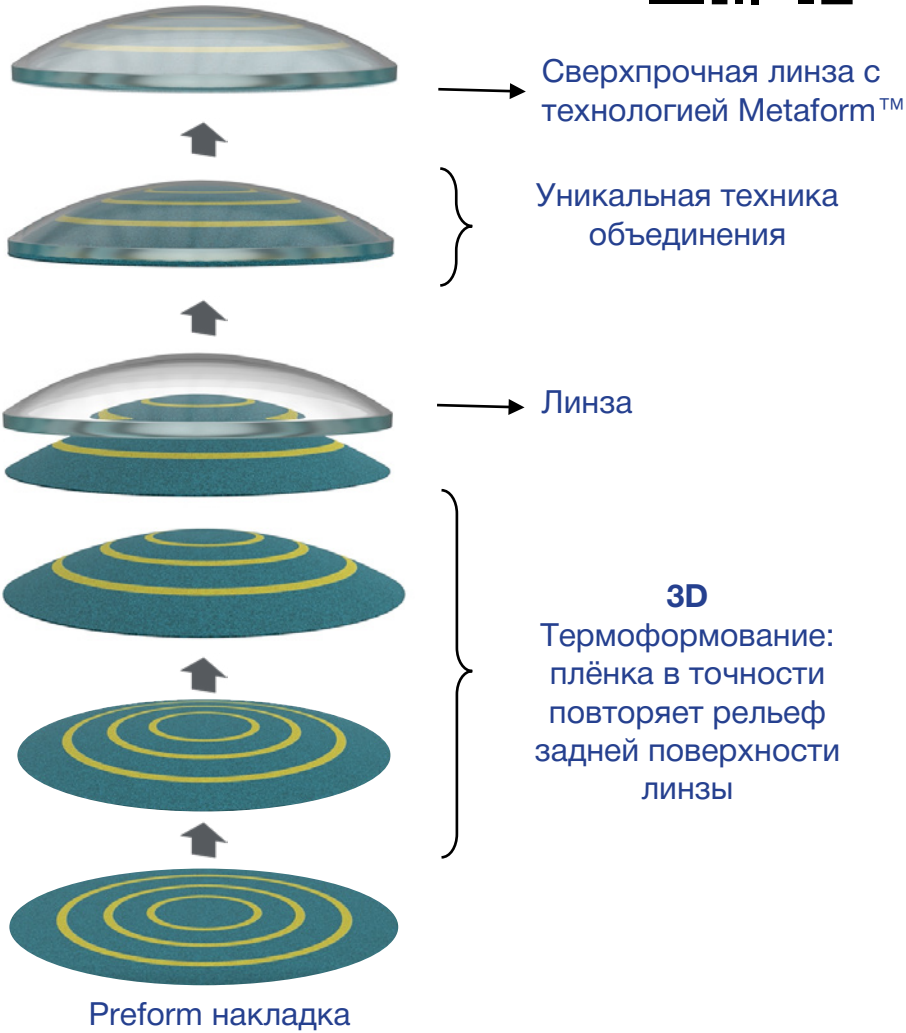 Сверхпрочная линза с
технологией Metaform™
Уникальная техника
объединения
Линза
3D
Термоформование:
плёнка в точности
повторяет рельеф
задней поверхности
линзы
Preform накладка